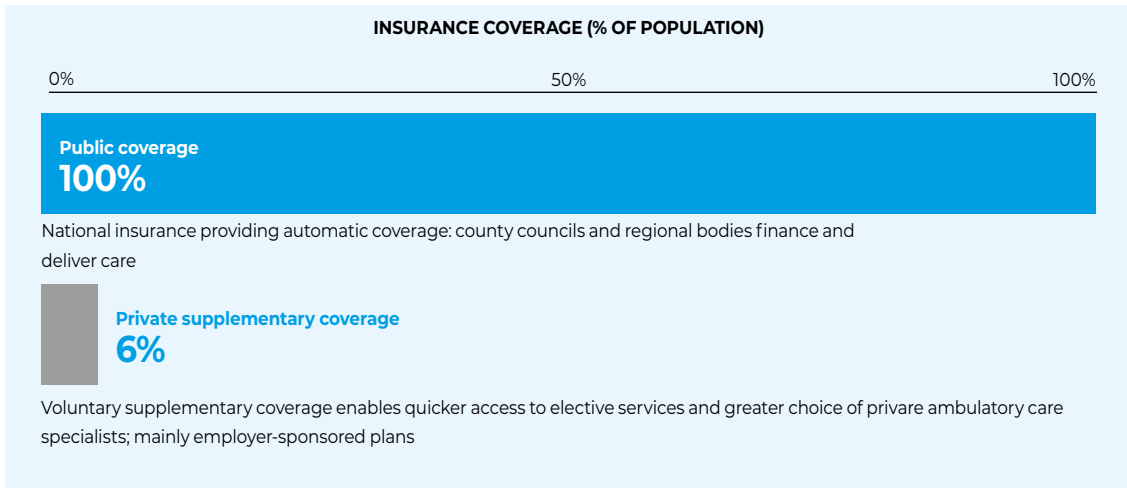 INSURANCE COVERAGE (% OF POPULATION)
0% 50% 100%
Public coverage
100%
National insurance providing automatic coverage: county councils and regional bodies finance and
deliver care
Private supplementary coverage
6%
Voluntary supplementary coverage enables quicker access to elective services and greater choice of privare ambulatory care
specialists; mainly employer-sponsored plans